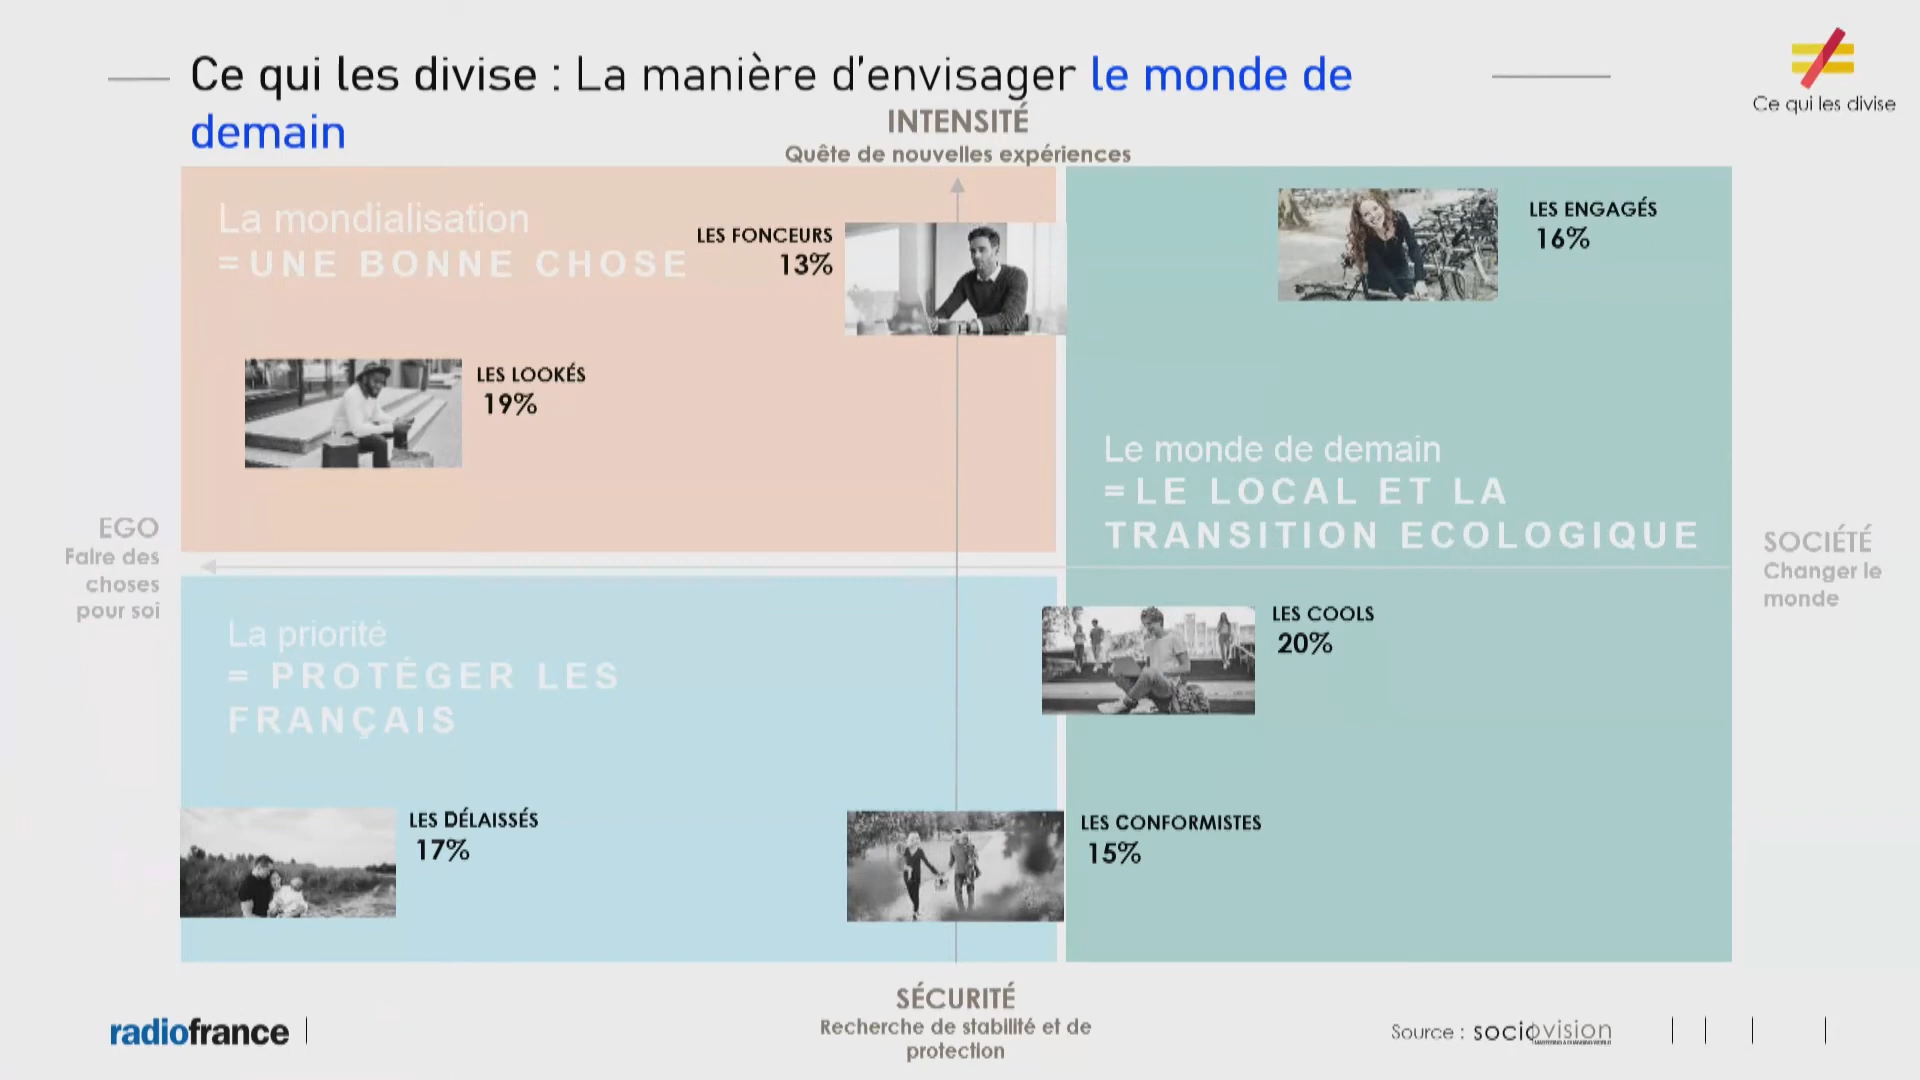 Ce qui les divise : La manière d'envisager le monde de
demain
Ce qui les divise
INTENSITÉ
Quête de nouvelles expériences
La mondialisation
=UNE BONNE CHOSE
LES FONCEURS
13%
LES ENGAGÉS
16%
LES LOOKÉS
19%
Le monde de demain
=LE LOCAL ET LA
TRANSITION ECOLOGIQUE
EGO
Faire des
choses
pour soi
SOCIÉTÉ
Changer le
monde
La priorité
= PROTÉGER LES
FRANÇAIS
LES COOLS
20%
LES DÉLAISSÉS
17%
LES CONFORMISTES
15%
SÉCURITÉ
Recherche de stabilité et de
protection
radiofrance
Source : sociovision